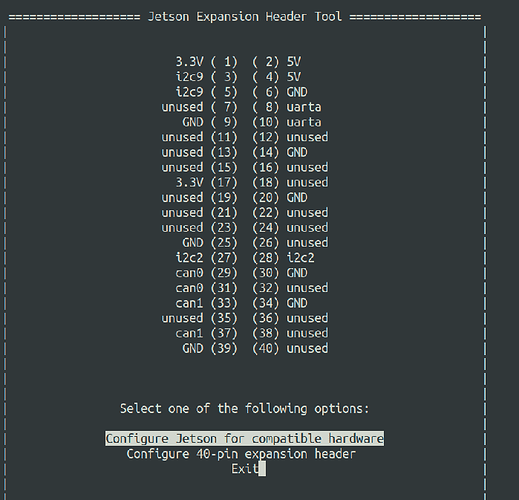 =================== Jetson Expansion Header Tool ===================
3.3V ( 1) ( 2) 5V
i2c9 ( 3) ( 4) 5V
i2c9 ( 5) ( 6) GND
unused ( 7) ( 8) uarta
GND ( 9) (10) uarta
unused (11) (12) unused
unused (13) (14) GND
unused (15) (16) unused
3.3V (17) (18) unused
unused (19) (20) GND
unused (21) (22) unused
unused (23) (24) unused
GND (25) (26) unused
i2c2 (27) (28) i2c2
can0 (29) (30) GND
can0 (31) (32) unused
can1 (33) (34) GND
unused (35) (36) unused
can1 (37) (38) unused
GND (39) (40) unused
Select one of the following options:
Configure Jetson for compatible hardware
Configure 40-pin expansion header
Exit